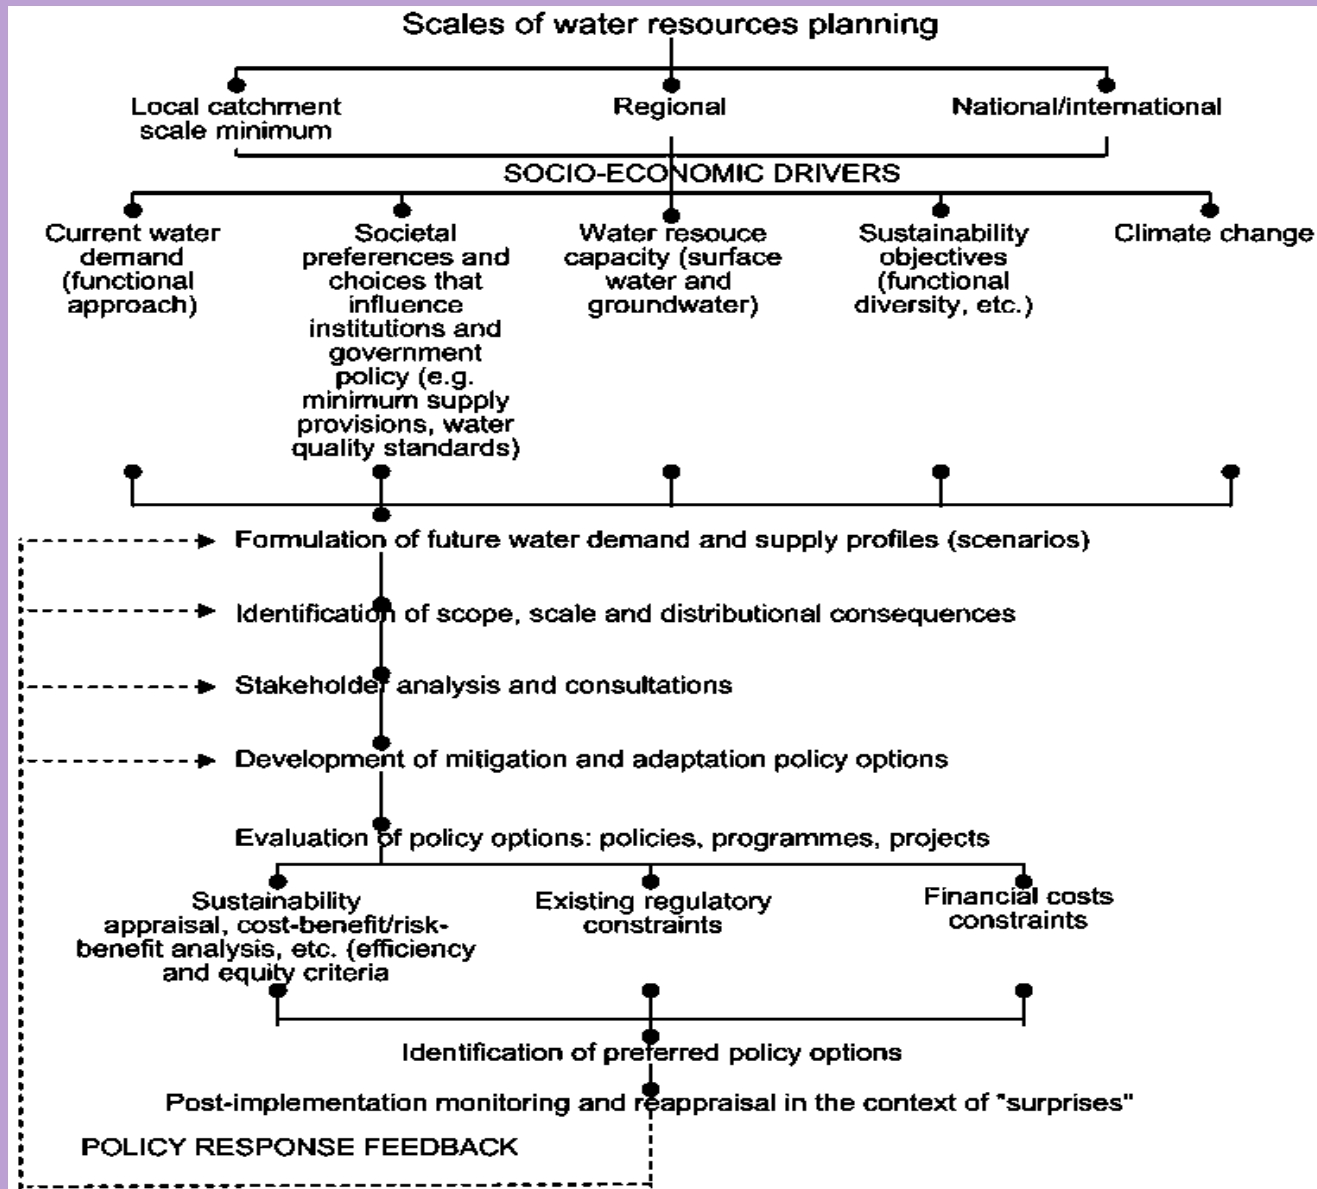 Scales of water resources planning
Local catchment
scale minimum
Regional
National/international
SOCIO-ECONOMIC DRIVERS
Current water
demand
(functional
approach)
Societal
preferences and
choices that
influence
institutions and
government
policy (e.g.
minimum supply
provisions, water
quality standards)
Water resouce
capacity (surface
water and
groundwater)
Sustainability
objectives
(functional
diversity, etc.)
Climate change
Formulation of future water demand and supply profiles (scenarios)
Identification of scope, scale and distributional consequences
Stakeholder analysis and consultations
Development of mitigation and adaptation policy options
Evaluation of policy options: policies, programmes, projects
Sustainability
appraisal, cost-benefit/risk-
benefit analysis, etc. (efficiency
and equity criteria
Existing regulatory
constraints
Financial costs
constraints
Identification of preferred policy options
Post-implementation monitoring and reappraisal in the context of "surprises"
POLICY RESPONSE FEEDBACK